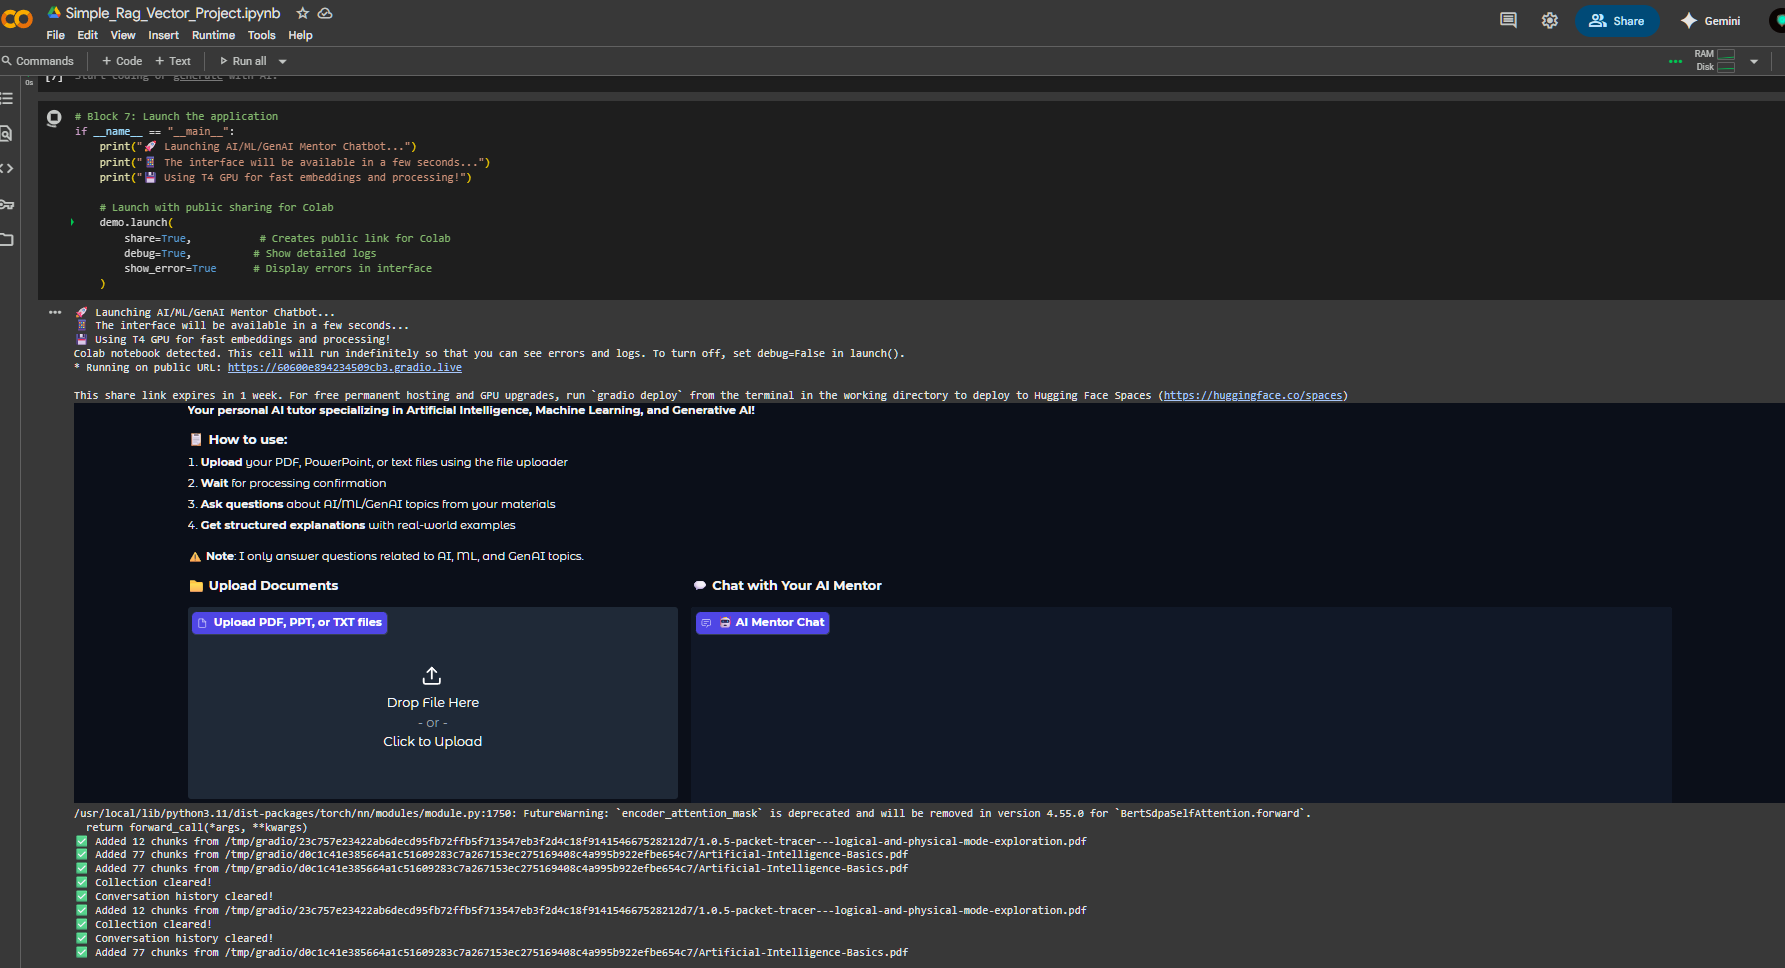 Simple_Rag_Vector_Project.ipynb
File Edit View Insert Runtime Tools Help
Share
Gemini
Commands + Code + Text Run all
RAM
Disk
[7] Start coding or generate with AI.
0s
# Block 7: Launch the application
if __name__ == "__main__":
print("🚀 Launching AI/ML/GenAI Mentor Chatbot...")
print("📱 The interface will be available in a few seconds...")
print("💾 Using T4 GPU for fast embeddings and processing!")
# Launch with public sharing for Colab
demo.launch(
share=True, # Creates public link for Colab
debug=True, # Show detailed logs
show_error=True # Display errors in interface
)
🚀 Launching AI/ML/GenAI Mentor Chatbot...
📱 The interface will be available in a few seconds...
💾 Using T4 GPU for fast embeddings and processing!
Colab notebook detected. This cell will run indefinitely so that you can see errors and logs. To turn off, set debug=False in launch().
* Running on public URL: https://60600e894234509cb3.gradio.live
This share link expires in 1 week. For free permanent hosting and GPU upgrades, run `gradio deploy` from the terminal in the working directory to deploy to Hugging Face Spaces (https://huggingface.co/spaces)
Your personal AI tutor specializing in Artificial Intelligence, Machine Learning, and Generative AI!
📋 How to use:
1. Upload your PDF, PowerPoint, or text files using the file uploader
2. Wait for processing confirmation
3. Ask questions about AI/ML/GenAI topics from your materials
4. Get structured explanations with real-world examples
⚠️ Note: I only answer questions related to AI, ML, and GenAI topics.
📁 Upload Documents
💬 Chat with Your AI Mentor
Upload PDF, PPT, or TXT files
🤖 AI Mentor Chat
Drop File Here
- or -
Click to Upload
/usr/local/lib/python3.11/dist-packages/torch/nn/modules/module.py:1750: FutureWarning: `encoder_attention_mask` is deprecated and will be removed in version 4.55.0 for `BertSdpaSelfAttention.forward`.
return forward_call(*args, **kwargs)
✅ Added 12 chunks from /tmp/gradio/23c757e23422ab6decd95fb72ffb5f713547eb3f2d4c18f914154667528212d7/1.0.5-packet-tracer---logical-and-physical-mode-exploration.pdf
✅ Added 77 chunks from /tmp/gradio/d0c1c41e385664a1c51609283c7a267153ec275169408c4a995b922efbe654c7/Artificial-Intelligence-Basics.pdf
✅ Added 77 chunks from /tmp/gradio/d0c1c41e385664a1c51609283c7a267153ec275169408c4a995b922efbe654c7/Artificial-Intelligence-Basics.pdf
✅ Collection cleared!
✅ Conversation history cleared!
✅ Added 12 chunks from /tmp/gradio/23c757e23422ab6decd95fb72ffb5f713547eb3f2d4c18f914154667528212d7/1.0.5-packet-tracer---logical-and-physical-mode-exploration.pdf
✅ Collection cleared!
✅ Conversation history cleared!
✅ Added 77 chunks from /tmp/gradio/d0c1c41e385664a1c51609283c7a267153ec275169408c4a995b922efbe654c7/Artificial-Intelligence-Basics.pdf